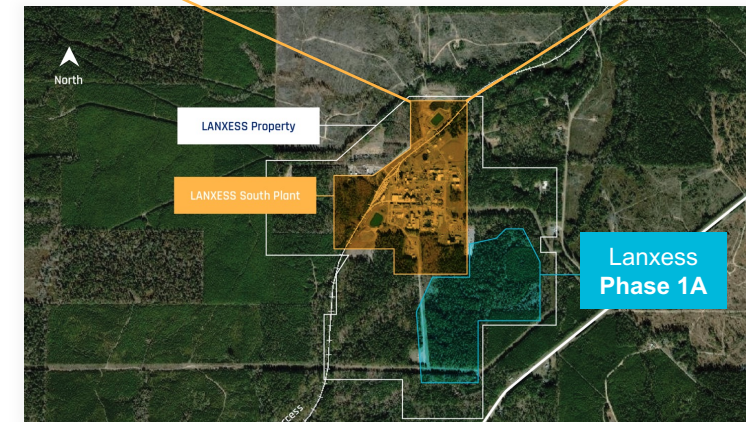 North
LANXESS Property
LANXESS South Plant
Lanxess
Phase 1A